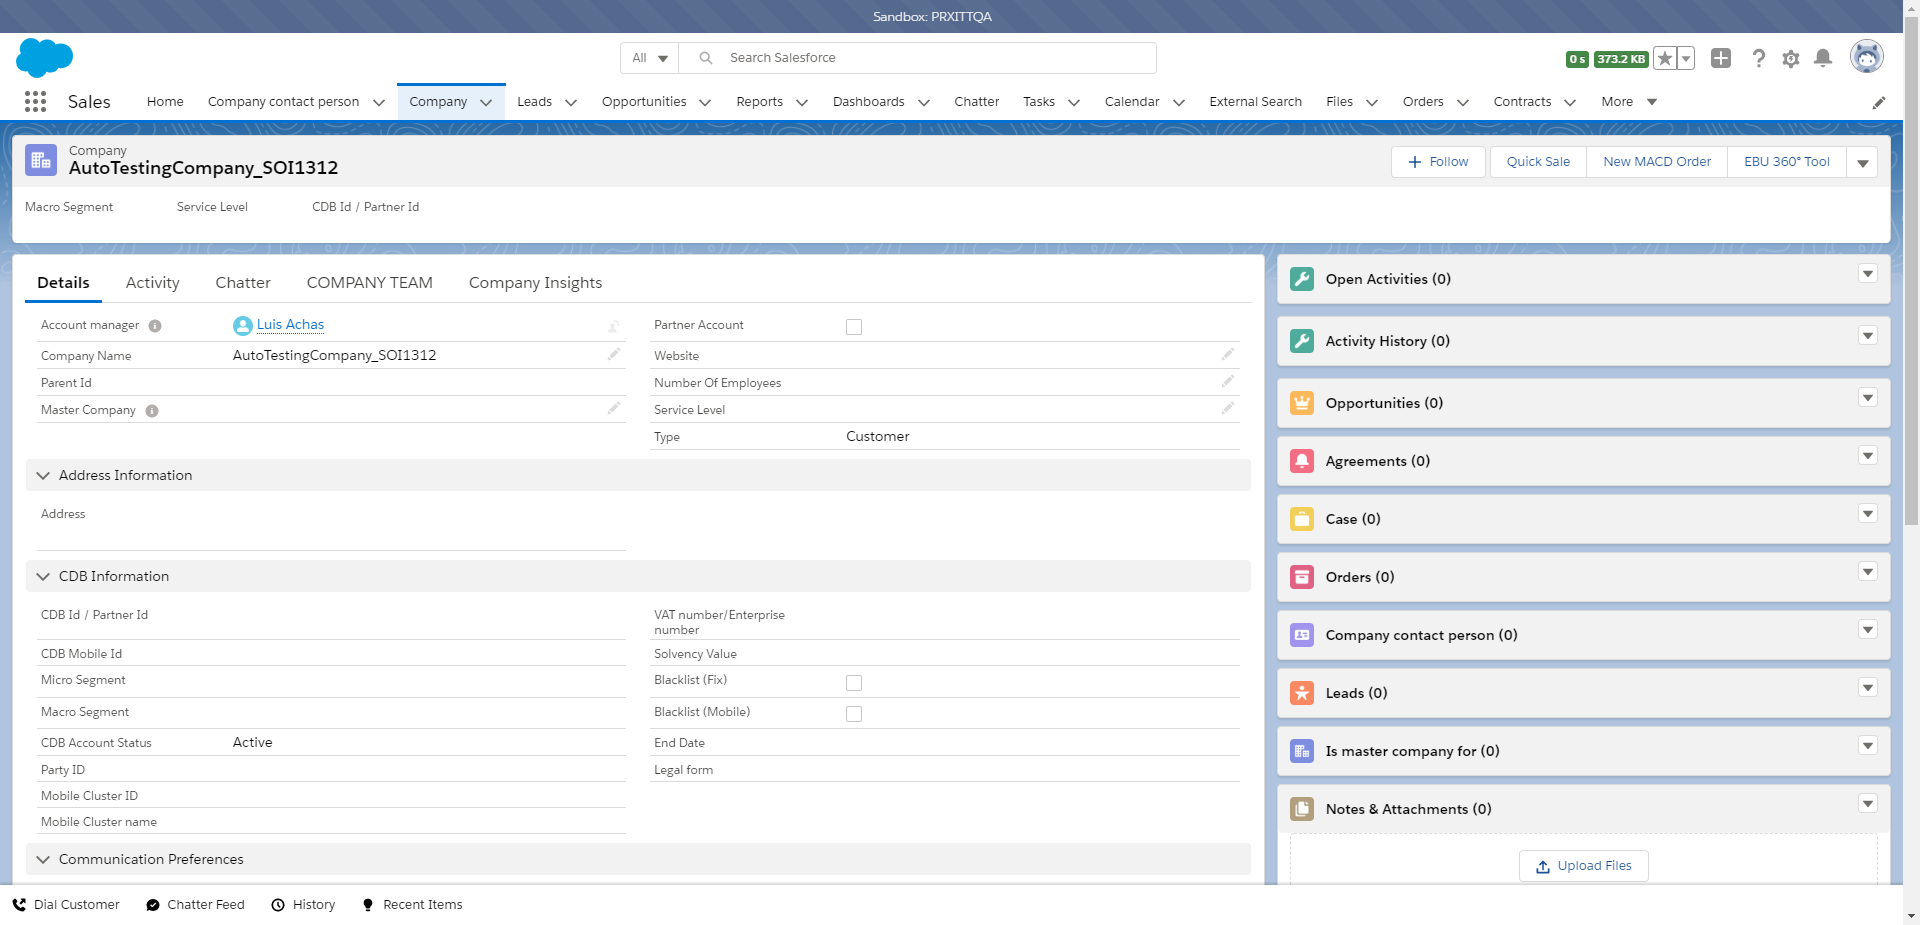 Sandbox: PRXITTQA
All
Search Salesforce
0 s
373.2 KB
Sales
Home
Company contact person
Company
Leads
Opportunities
Reports
Dashboards
Chatter
Tasks
Calendar
External Search
Files
Orders
Contracts
More
Company
AutoTestingCompany_SOI1312
Follow
Quick Sale
New MACD Order
EBU 360° Tool
Macro Segment
Service Level
CDB Id / Partner Id
Details
Activity
Chatter
COMPANY TEAM
Company Insights
Account manager
Luis Achas
Company Name
AutoTestingCompany_SOI1312
Parent Id
Master Company
Partner Account
Website
Number Of Employees
Service Level
Type
Customer
Address Information
Address
CDB Information
CDB Id / Partner Id
CDB Mobile Id
Micro Segment
Macro Segment
CDB Account Status
Active
Party ID
Mobile Cluster ID
Mobile Cluster name
VAT number/Enterprise
number
Solvency Value
Blacklist (Fix)
Blacklist (Mobile)
End Date
Legal form
Communication Preferences
Open Activities (0)
Activity History (0)
Opportunities (0)
Agreements (0)
Case (0)
Orders (0)
Company contact person (0)
Leads (0)
Is master company for (0)
Notes & Attachments (0)
Upload Files
Dial Customer
Chatter Feed
History
Recent Items